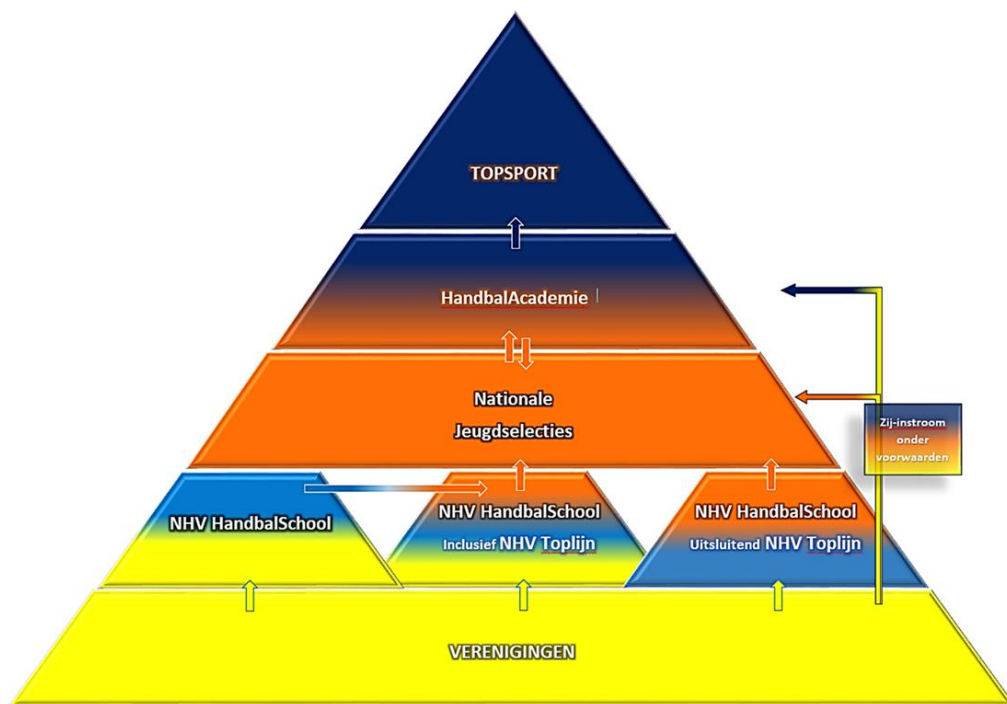 TOPSPORT
HandbalAcademie
Nationale
Jeugdselecties
Zij-instroom
onder
voorwaarden
NHV HandbalSchool
NHV HandbalSchool
Inclusief NHV Toplijn
NHV HandbalSchool
Uitsluitend NHV Toplijn
VERENIGINGEN